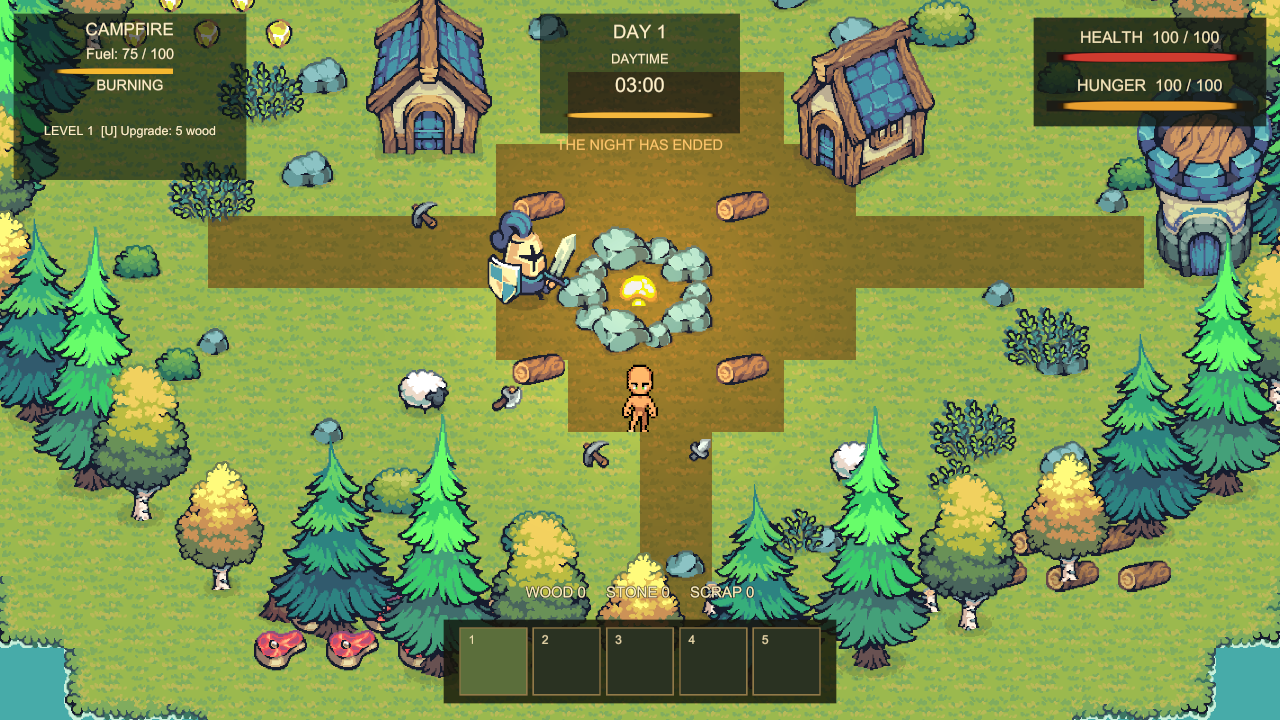 CAMPFIRE
Fuel: 75 / 100
BURNING
LEVEL 1 [U] Upgrade: 5 wood
DAY 1
DAYTIME
03:00
THE NIGHT HAS ENDED
HEALTH 100 / 100
HUNGER 100 / 100
WOOD 0 STONE 0 SCRAP 0
1 2 3 4 5